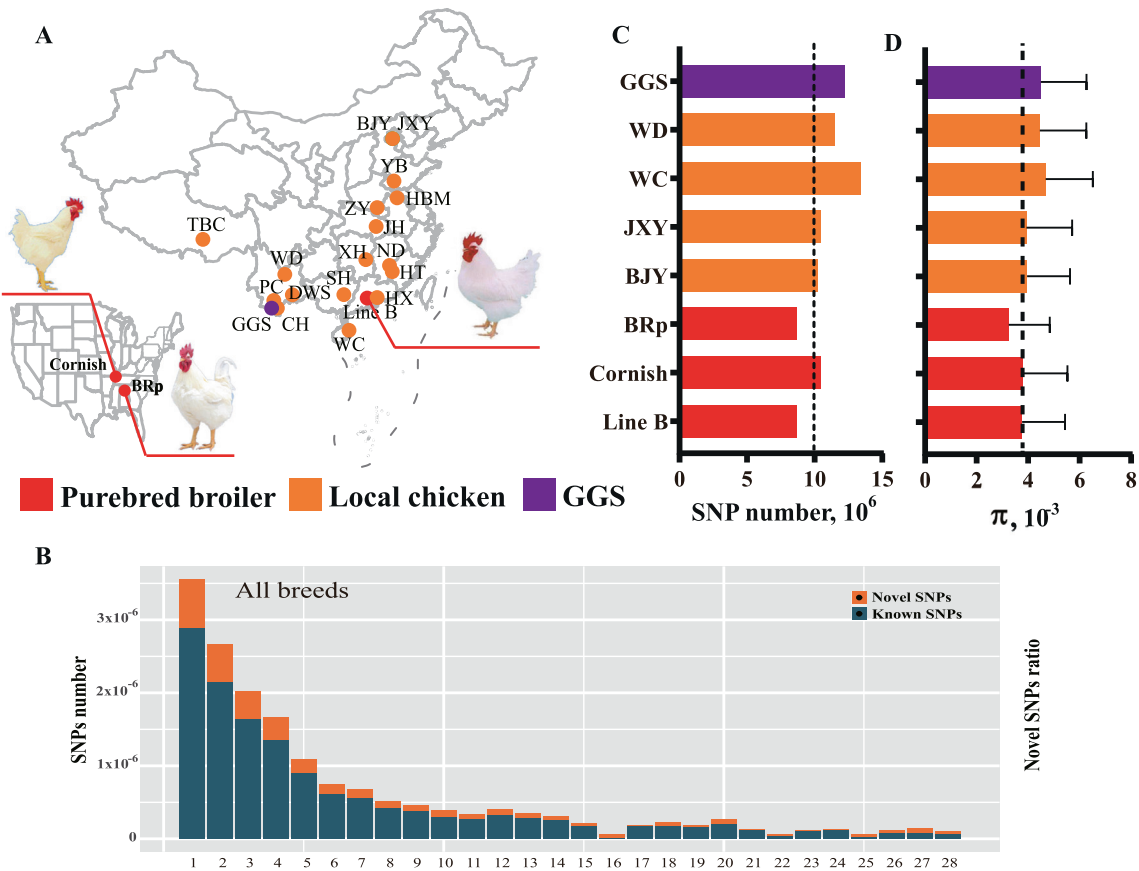 A
BJY JXY
YB
HBM
ZY
JH
TBC
XH ND
HT
WD
SH
PC DWS
HX
Line B
GGS CH
WC
Cornish
BRp
Purebred broiler
Local chicken
GGS
C
GGS
WD
WC
JXY
BJY
BRp
Cornish
Line B
0 5 10 15
SNP number, 10⁶
D
0 2 4 6 8
π, 10⁻³
B
All breeds
Novel SNPs
Known SNPs
SNPs number
3x10⁻⁶
2x10⁻⁶
1x10⁻⁶
0
Novel SNPs ratio
1 2 3 4 5 6 7 8 9 10 11 12 13 14 15 16 17 18 19 20 21 22 23 24 25 26 27 28